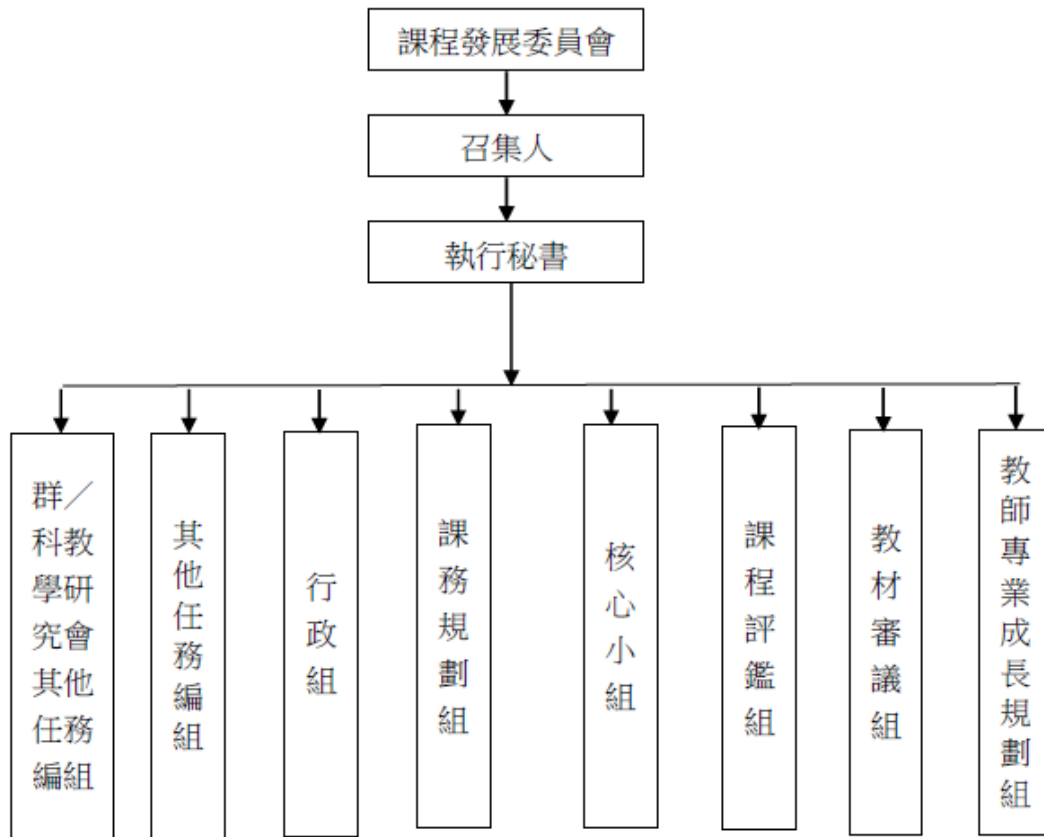 課程發展委員會
召集人
執行秘書
群／
科教
學研
究會
其他
任務
編組
其他任務編組
行政組
課務規劃組
核心小組
課程評鑑組
教材審議組
教師專業成長規劃組